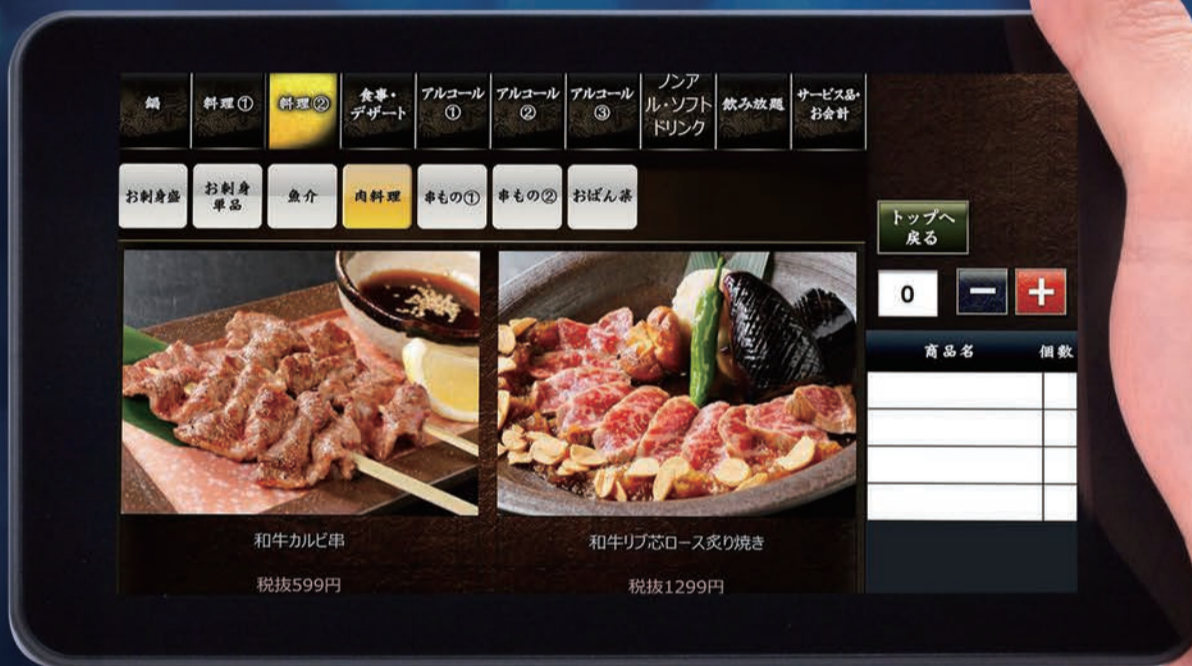 鍋
料理①
料理②
食事・
デザート
アルコール
①
アルコール
②
アルコール
③
ノンア
ル・ソフト
ドリンク
飲み放題
サービス品・
お会計
お刺身盛
お刺身
単品
魚介
肉料理
串もの①
串もの②
おばん菜
トップへ
戻る
0
商品名
個数
和牛カルビ串
和牛リブ芯ロース炙り焼き
税抜599円
税抜1299円